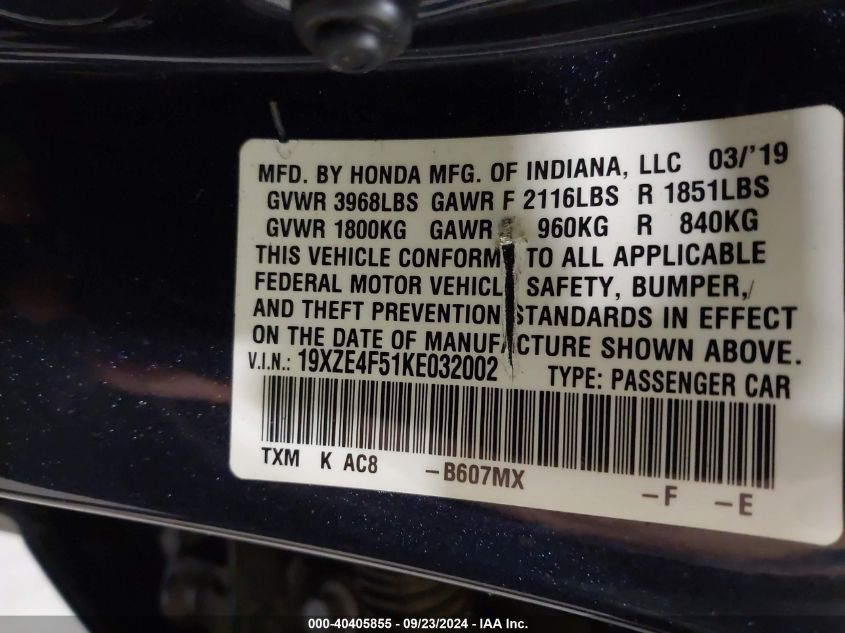 MFD. BY HONDA MFG. OF INDIANA, LLC 03/'19
GVWR 3968LBS GAWR F 2116LBS R 1851LBS
GVWR 1800KG GAWR 960KG R 840KG
THIS VEHICLE CONFORM TO ALL APPLICABLE
FEDERAL MOTOR VEHICL SAFETY, BUMPER,
AND THEFT PREVENTION STANDARDS IN EFFECT
ON THE DATE OF MANUFACTURE SHOWN ABOVE.
V.I.N.: 19XZE4F51KE032002 TYPE: PASSENGER CAR
TXM K AC8 -B607MX -F -E
000-40405855 - 09/23/2024 - IAA Inc.